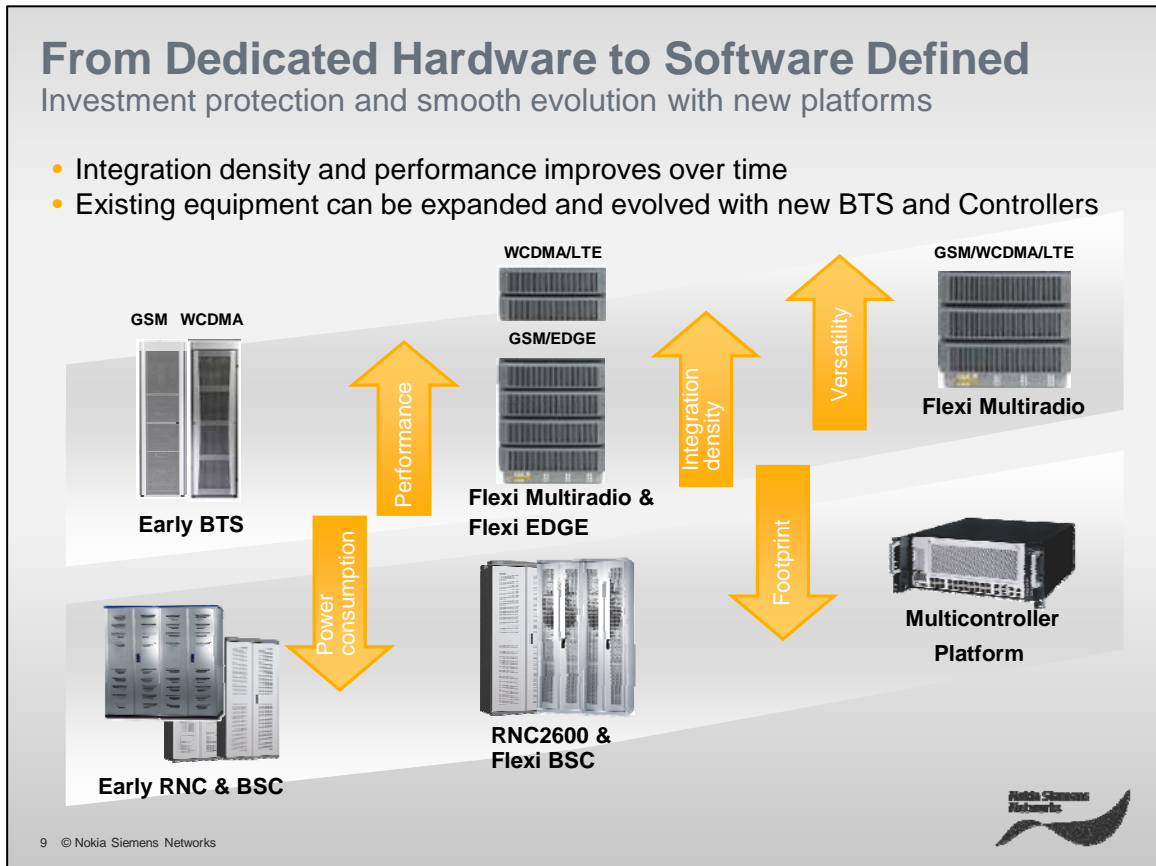 From Dedicated Hardware to Software Defined
Investment protection and smooth evolution with new platforms
• Integration density and performance improves over time
• Existing equipment can be expanded and evolved with new BTS and Controllers
GSM WCDMA
Early BTS
Performance
WCDMA/LTE
GSM/EDGE
Flexi Multiradio &
Flexi EDGE
Integration
density
Versatility
GSM/WCDMA/LTE
Flexi Multiradio
Early RNC & BSC
Power
consumption
RNC2600 &
Flexi BSC
Footprint
Multicontroller
Platform
Nokia Siemens
Networks
9 © Nokia Siemens Networks